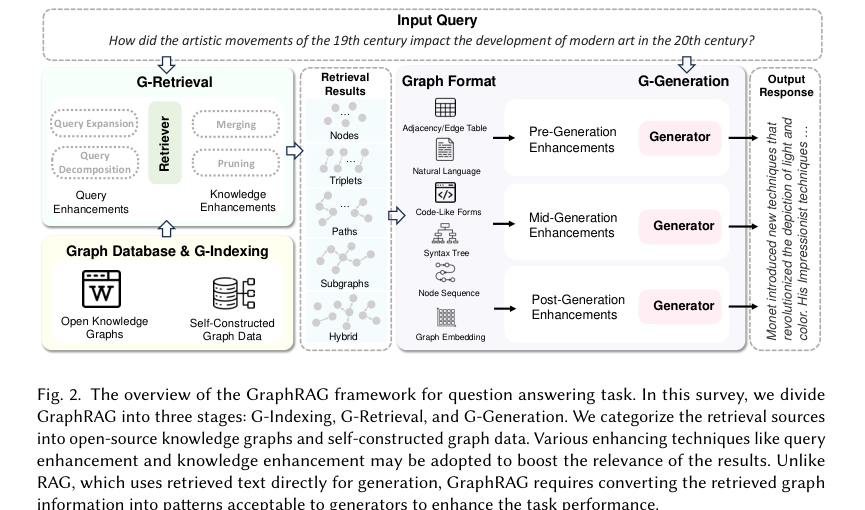 Input Query
How did the artistic movements of the 19th century impact the development of modern art in the 20th century?
G-Retrieval
Query Expansion
Query
Decomposition
Query
Enhancements
Retriever
Merging
Pruning
Knowledge
Enhancements
Graph Database & G-Indexing
W
Open Knowledge
Graphs
Self-Constructed
Graph Data
Retrieval
Results
...
Nodes
...
Triplets
...
Paths
Subgraphs
Hybrid
Graph Format
Adjacency/Edge Table
Natural Language
Code-Like Forms
Syntax Tree
Node Sequence
Graph Embedding
G-Generation
Pre-Generation
Enhancements
Generator
Mid-Generation
Enhancements
Generator
Post-Generation
Enhancements
Generator
Output
Response
Monet introduced new techniques that
revolutionized the depiction of light and
color. His Impressionist techniques ...
Fig. 2. The overview of the GraphRAG framework for question answering task. In this survey, we divide
GraphRAG into three stages: G-Indexing, G-Retrieval, and G-Generation. We categorize the retrieval sources
into open-source knowledge graphs and self-constructed graph data. Various enhancing techniques like query
enhancement and knowledge enhancement may be adopted to boost the relevance of the results. Unlike
RAG, which uses retrieved text directly for generation, GraphRAG requires converting the retrieved graph
information into patterns acceptable to generators to enhance the task performance.